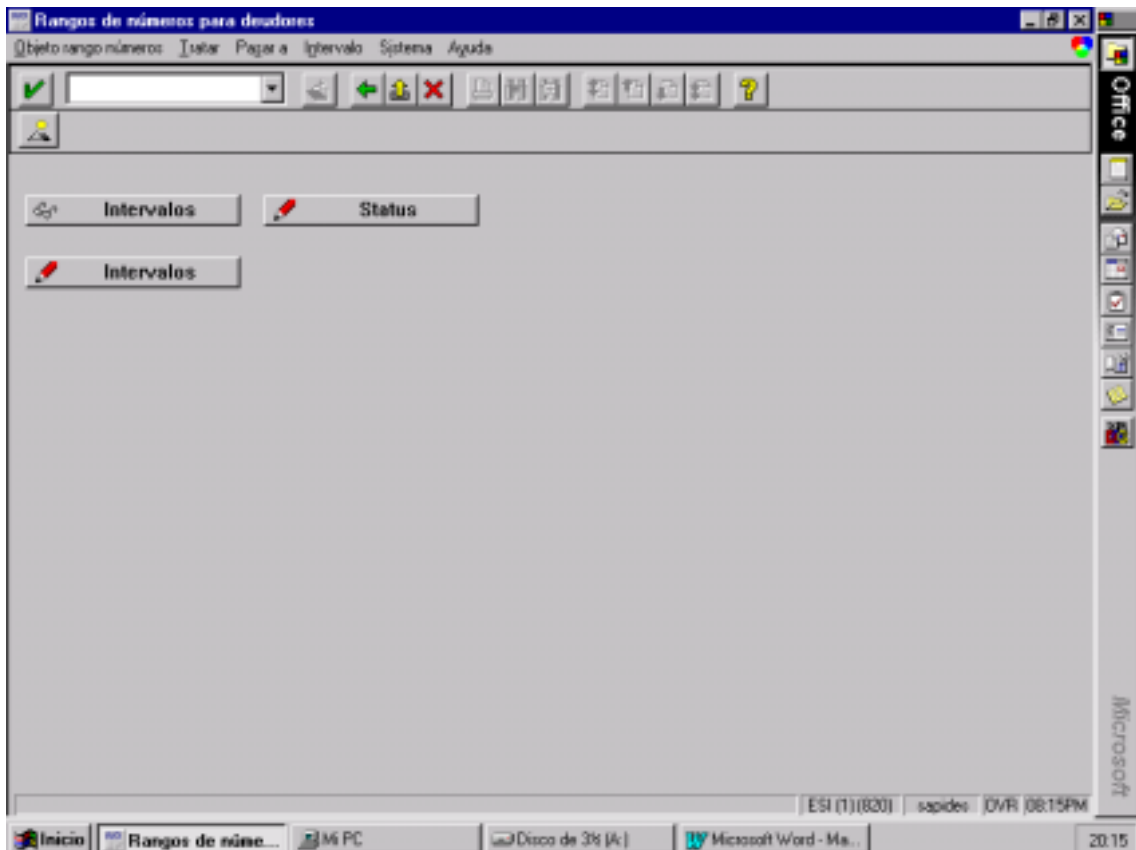 Rangos de números para deudores
Objeto rango números Tratar Pasar a Intervalo Sistema Ayuda
Office
Intervalos Status
Intervalos
Microsoft
ESI (1)(820) sapides OVR 08:15PM
Inicio Rangos de núme... Mi PC Disco de 3½ (A:) Microsoft Word - Ma... 20:15